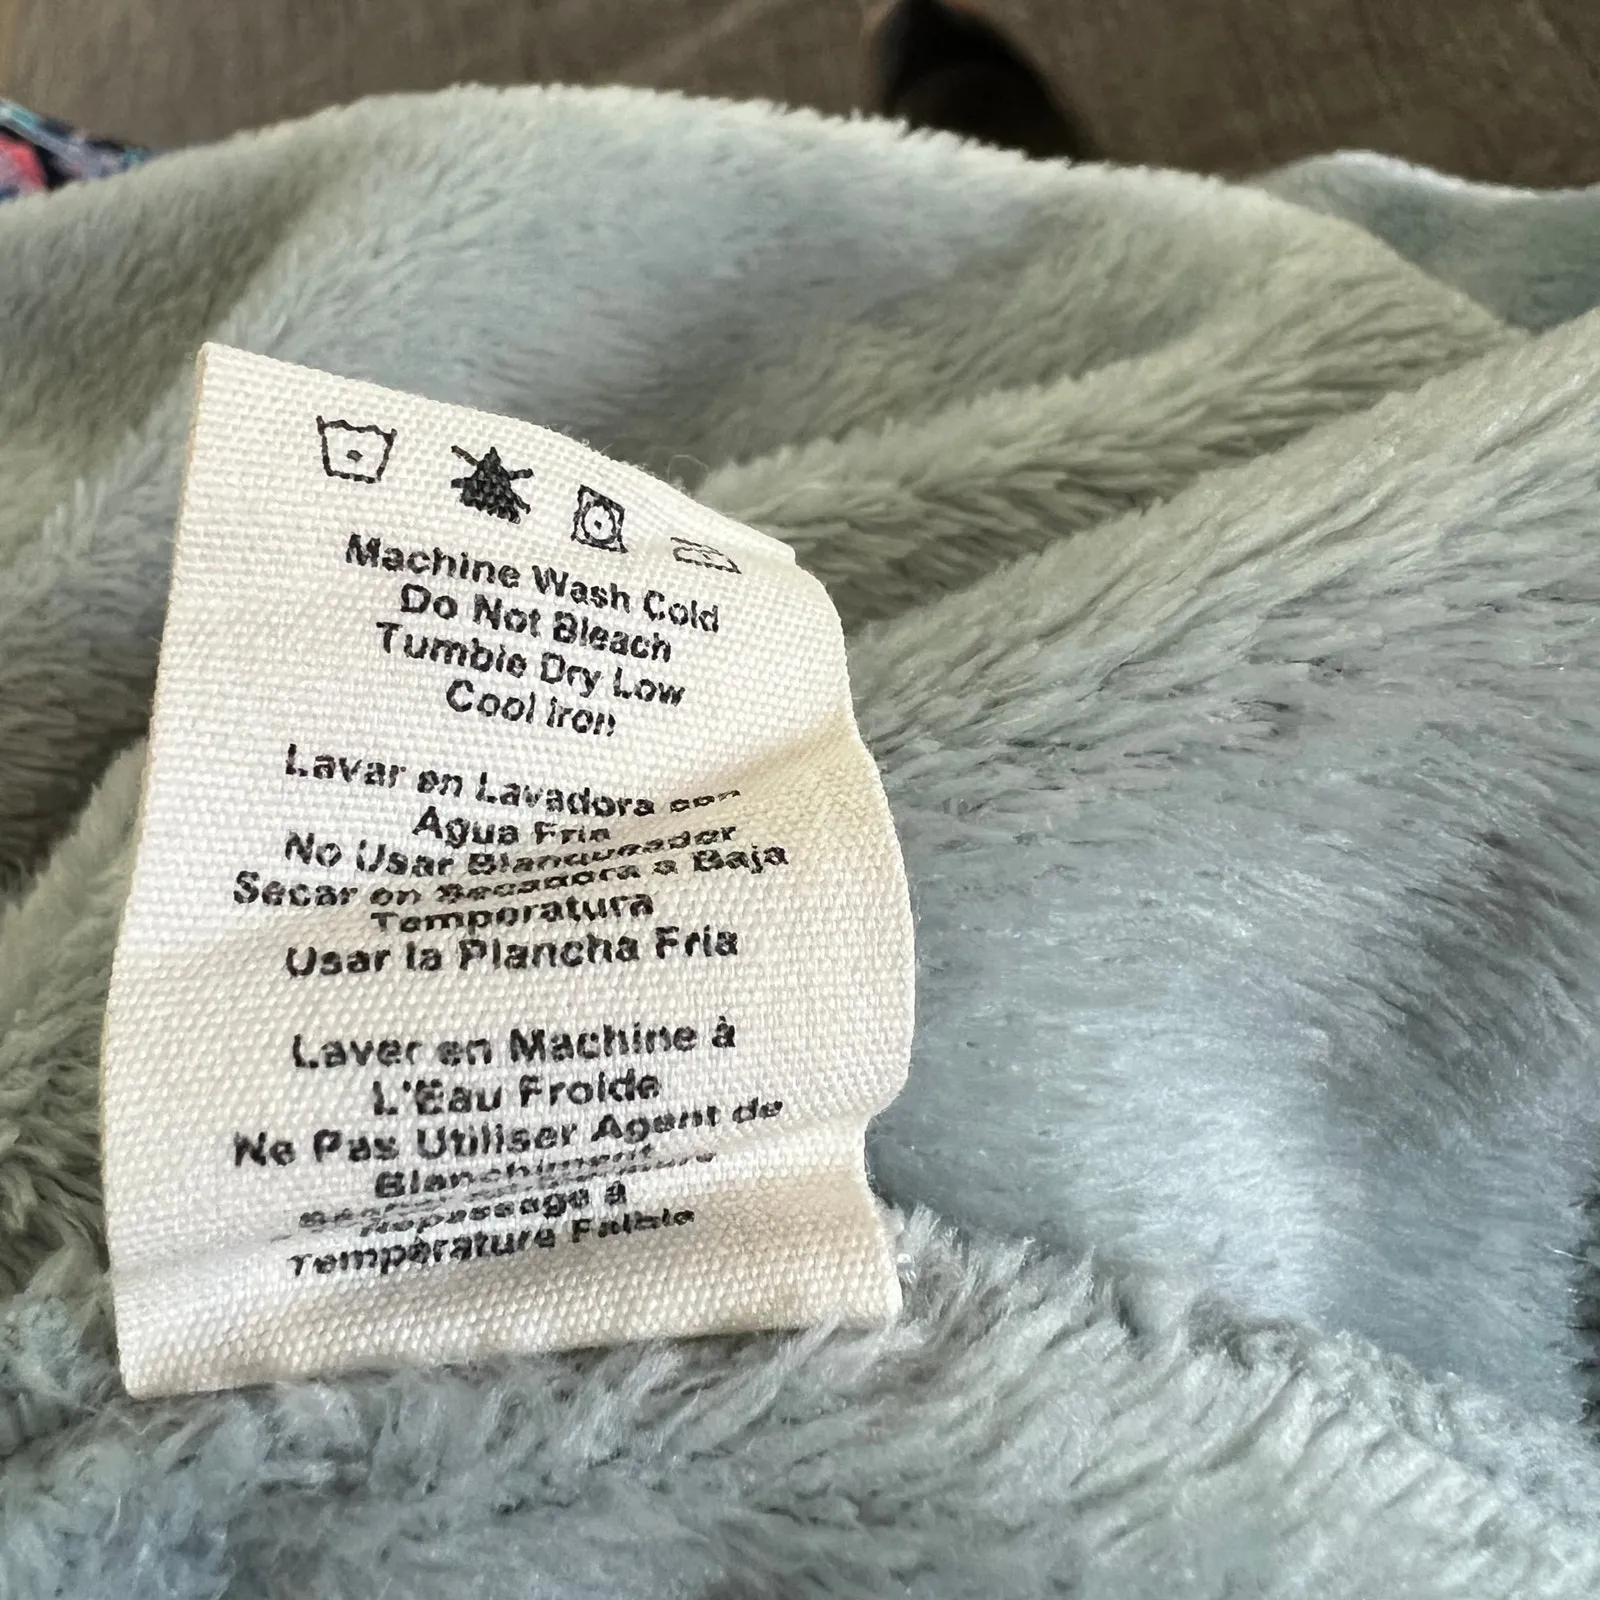 Machine Wash Cold
Do Not Bleach
Tumble Dry Low
Cool Iron
Lavar en Lavadora con
Agua Fria
No Usar Blanqueador
Secar en Secadora a Baja
Temperatura
Usar la Plancha Fria
Laver en Machine à
L'Eau Froide
Ne Pas Utiliser Agent de
Blanchiment
Repassage à
Température Faible